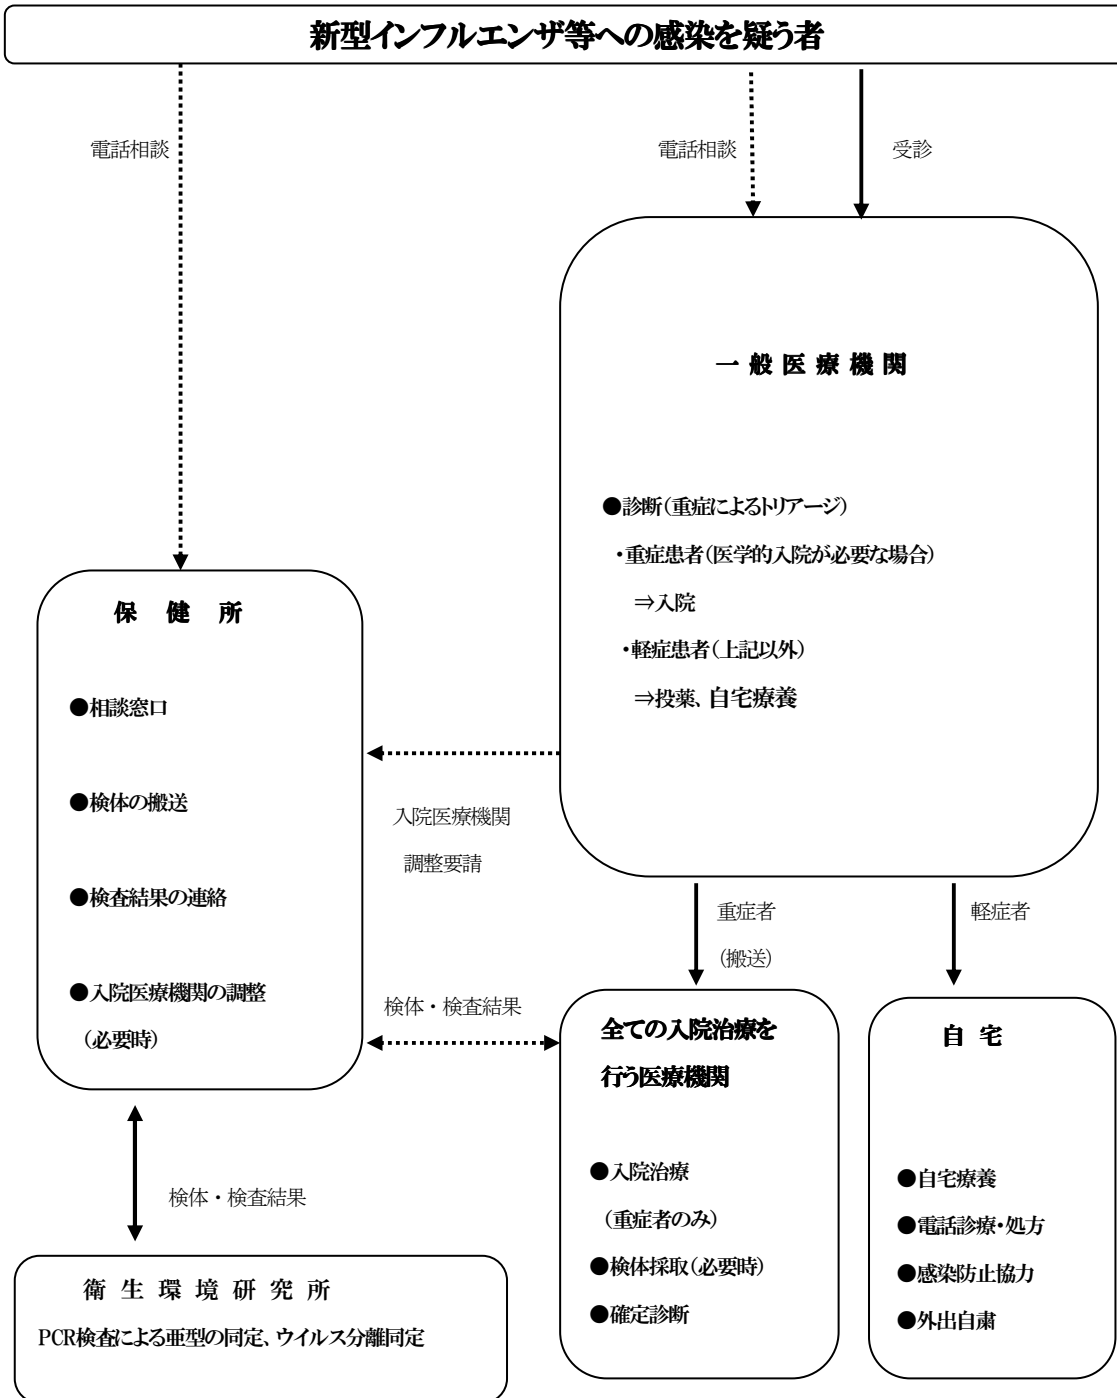 新型インフルエンザ等への感染を疑う者
電話相談
電話相談
受診
一般医療機関
●診断(重症によるトリアージ)
・重症患者(医学的入院が必要な場合)
⇒入院
・軽症患者(上記以外)
⇒投薬、自宅療養
保健所
●相談窓口
●検体の搬送
●検査結果の連絡
●入院医療機関の調整
(必要時)
入院医療機関
調整要請
重症者
(搬送)
軽症者
検体・検査結果
全ての入院治療を
行う医療機関
●入院治療
(重症者のみ)
●検体採取(必要時)
●確定診断
自宅
●自宅療養
●電話診療・処方
●感染防止協力
●外出自粛
検体・検査結果
衛生環境研究所
PCR検査による亜型の同定、ウイルス分離同定